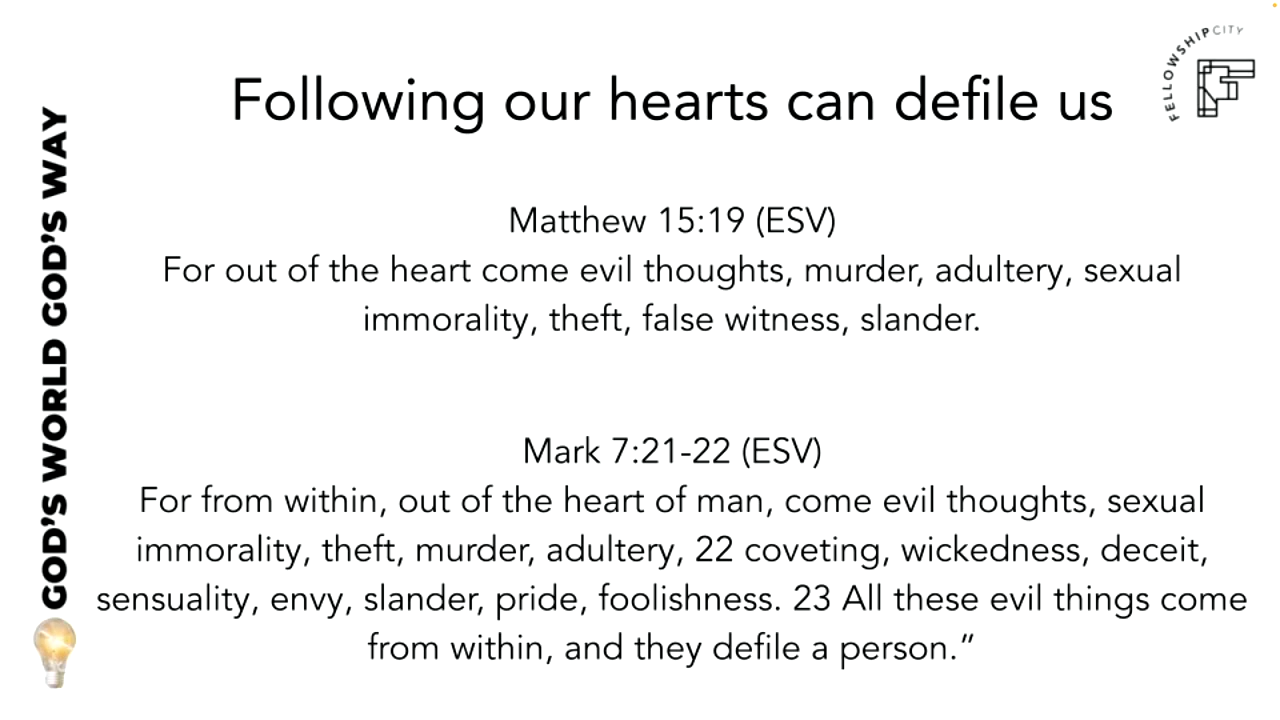 FELLOWSHIPCITY
Following our hearts can defile us
GOD'S WORLD GOD'S WAY
Matthew 15:19 (ESV)
For out of the heart come evil thoughts, murder, adultery, sexual
immorality, theft, false witness, slander.
Mark 7:21-22 (ESV)
For from within, out of the heart of man, come evil thoughts, sexual
immorality, theft, murder, adultery, 22 coveting, wickedness, deceit,
sensuality, envy, slander, pride, foolishness. 23 All these evil things come
from within, and they defile a person.”